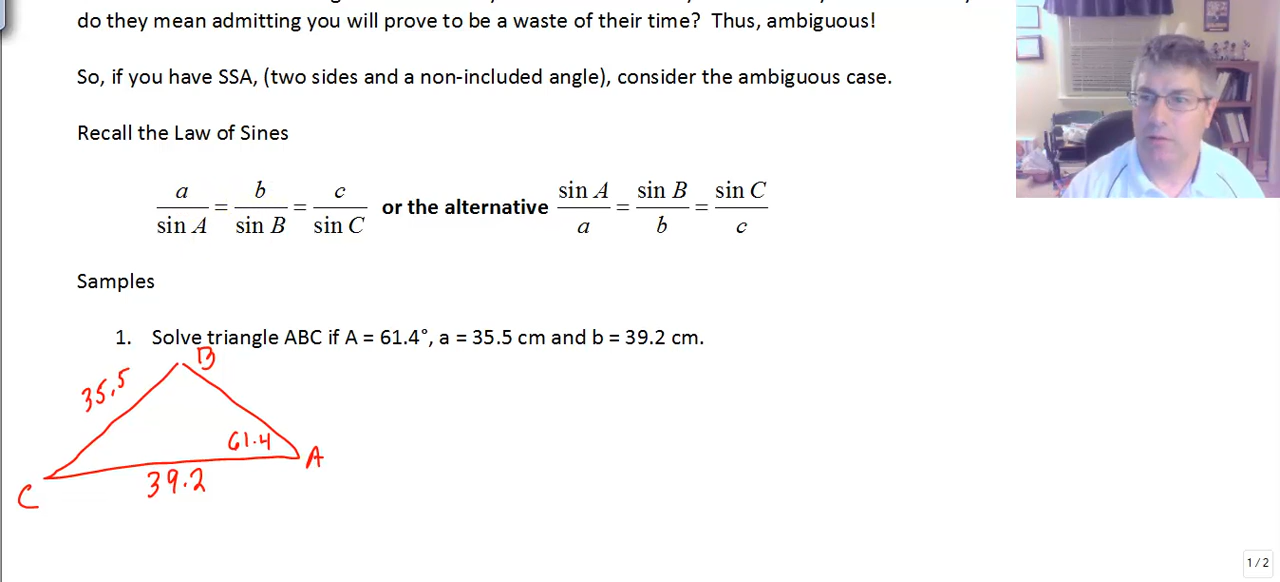 do they mean admitting you will prove to be a waste of their time? Thus, ambiguous!
So, if you have SSA, (two sides and a non-included angle), consider the ambiguous case.
Recall the Law of Sines
a / sin A = b / sin B = c / sin C or the alternative sin A / a = sin B / b = sin C / c
Samples
1. Solve triangle ABC if A = 61.4°, a = 35.5 cm and b = 39.2 cm.
B
35.5
61.4
A
39.2
C
1 / 2